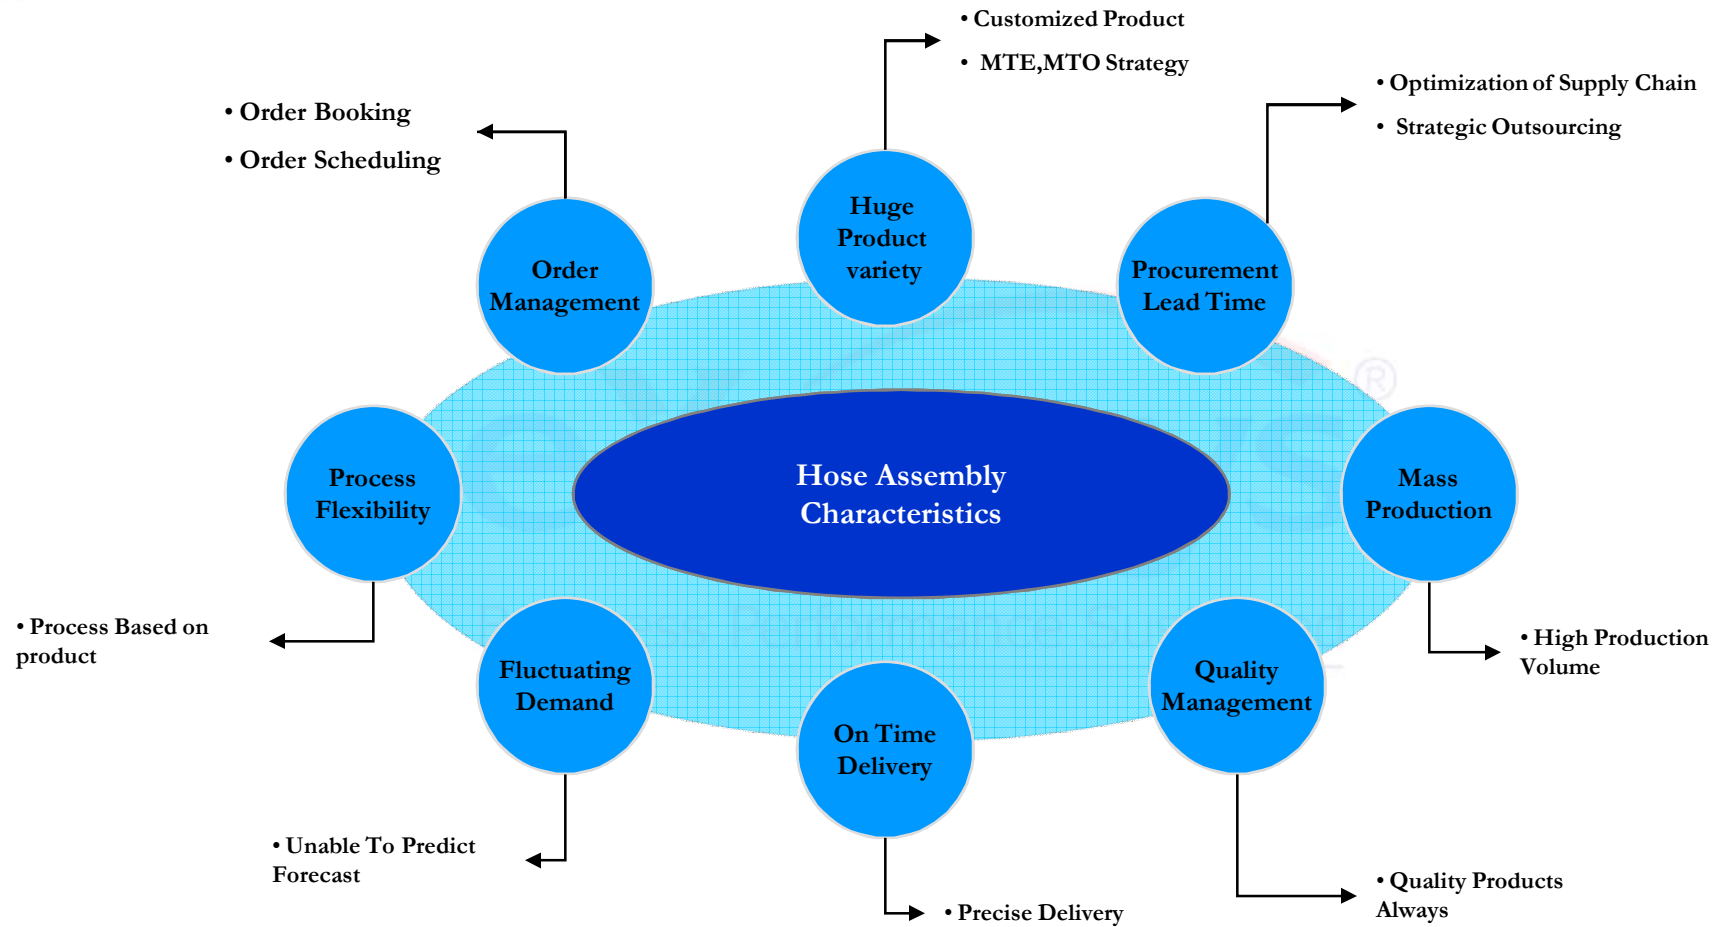 • Customized Product
• MTE,MTO Strategy
• Optimization of Supply Chain
• Strategic Outsourcing
• Order Booking
• Order Scheduling
Huge
Product
variety
Order
Management
Procurement
Lead Time
®
Process
Flexibility
Hose Assembly
Characteristics
Mass
Production
• Process Based on
product
• High Production
Volume
Fluctuating
Demand
Quality
Management
On Time
Delivery
• Unable To Predict
Forecast
• Quality Products
Always
• Precise Delivery